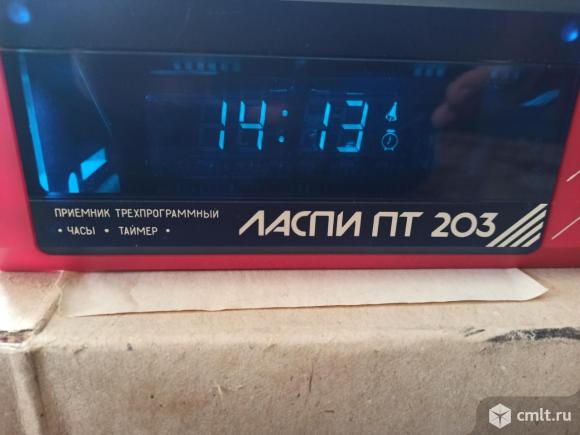 14:13
ПРИЕМНИК ТРЕХПРОГРАММНЫЙ
• ЧАСЫ • ТАЙМЕР •
ЛАСПИ ПТ 203
cmlt.ru